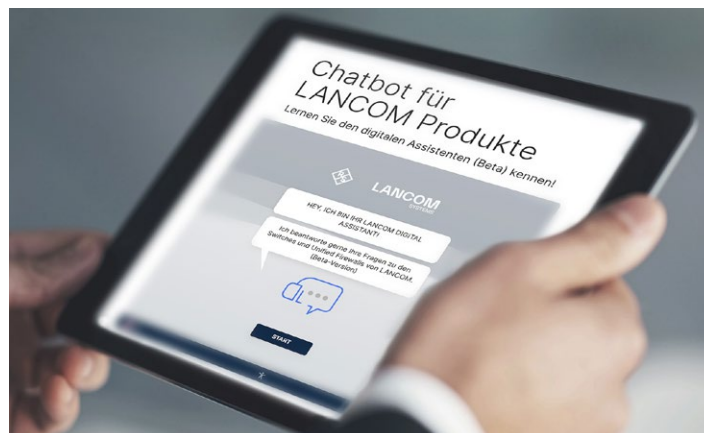 Chatbot für
LANCOM Produkte
Lernen Sie den digitalen Assistenten (Beta) kennen!
LANCOM
SYSTEMS
HEY, ICH BIN IHR LANCOM DIGITAL
ASSISTANT!
Ich beantworte gerne Ihre Fragen zu den
Switches und Unified Firewalls von LANCOM.
(Beta-Version)
START